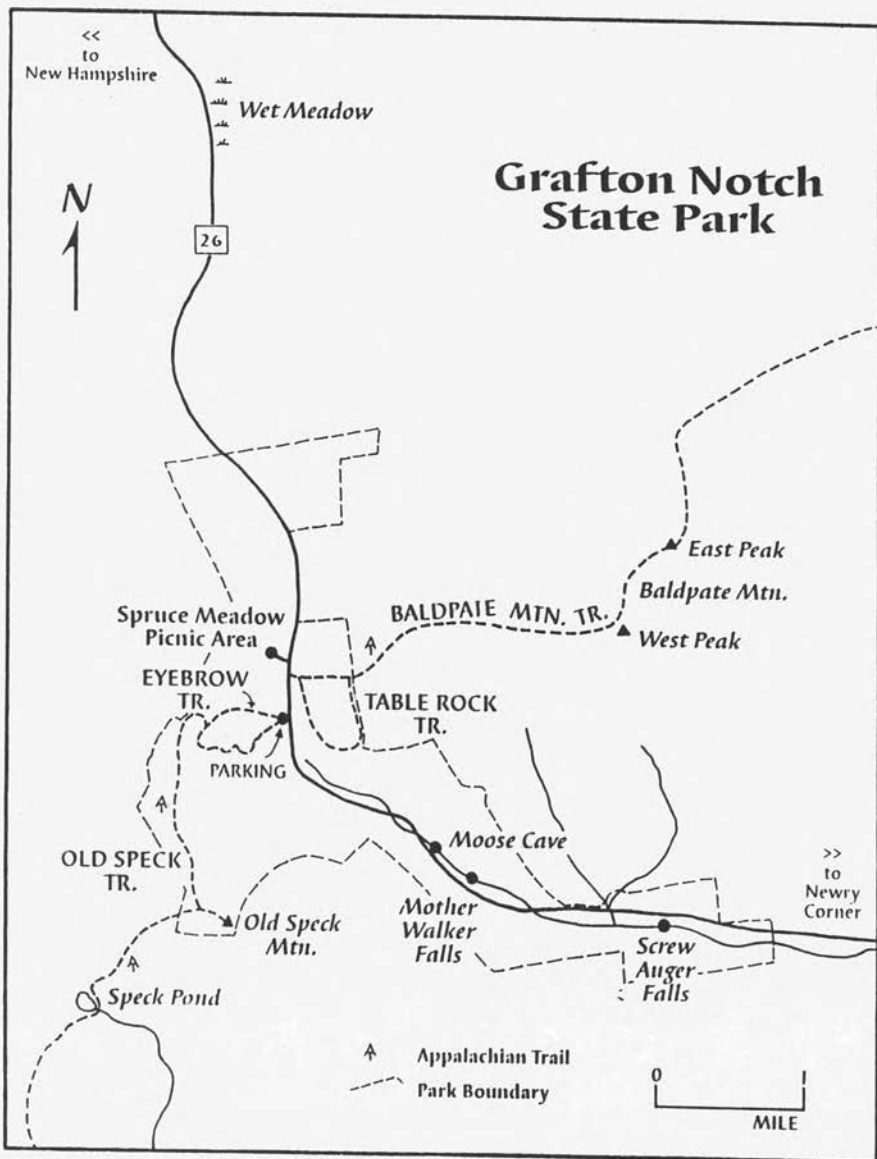 <<
to
New Hampshire
Wet Meadow
Grafton Notch
State Park
N
26
East Peak
Baldpate Mtn.
BALDPATE MTN. TR.
West Peak
Spruce Meadow
Picnic Area
EYEBROW
TR.
TABLE ROCK
TR.
PARKING
Moose Cave
OLD SPECK
TR.
>>
to
Newry
Corner
Mother
Walker
Falls
Old Speck
Mtn.
Screw
Auger
Falls
Speck Pond
Appalachian Trail
Park Boundary
0 1
MILE